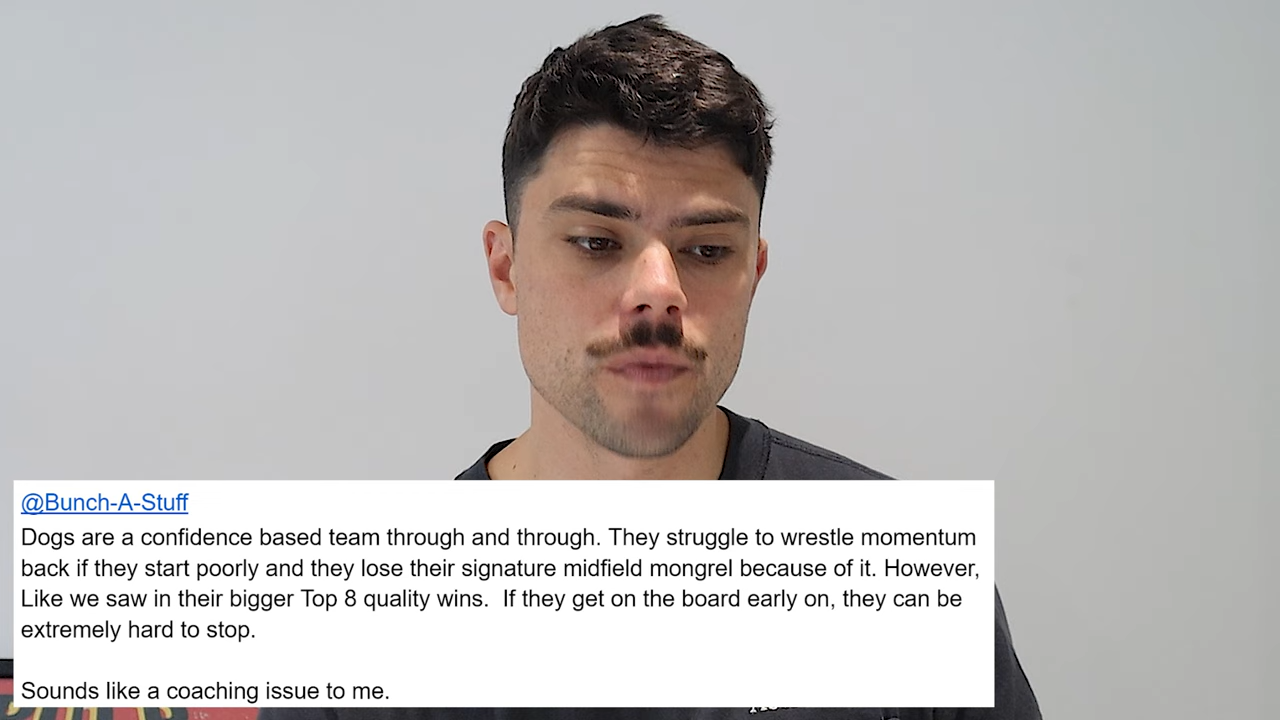 @Bunch-A-Stuff
Dogs are a confidence based team through and through. They struggle to wrestle momentum
back if they start poorly and they lose their signature midfield mongrel because of it. However,
Like we saw in their bigger Top 8 quality wins.  If they get on the board early on, they can be
extremely hard to stop.
Sounds like a coaching issue to me.